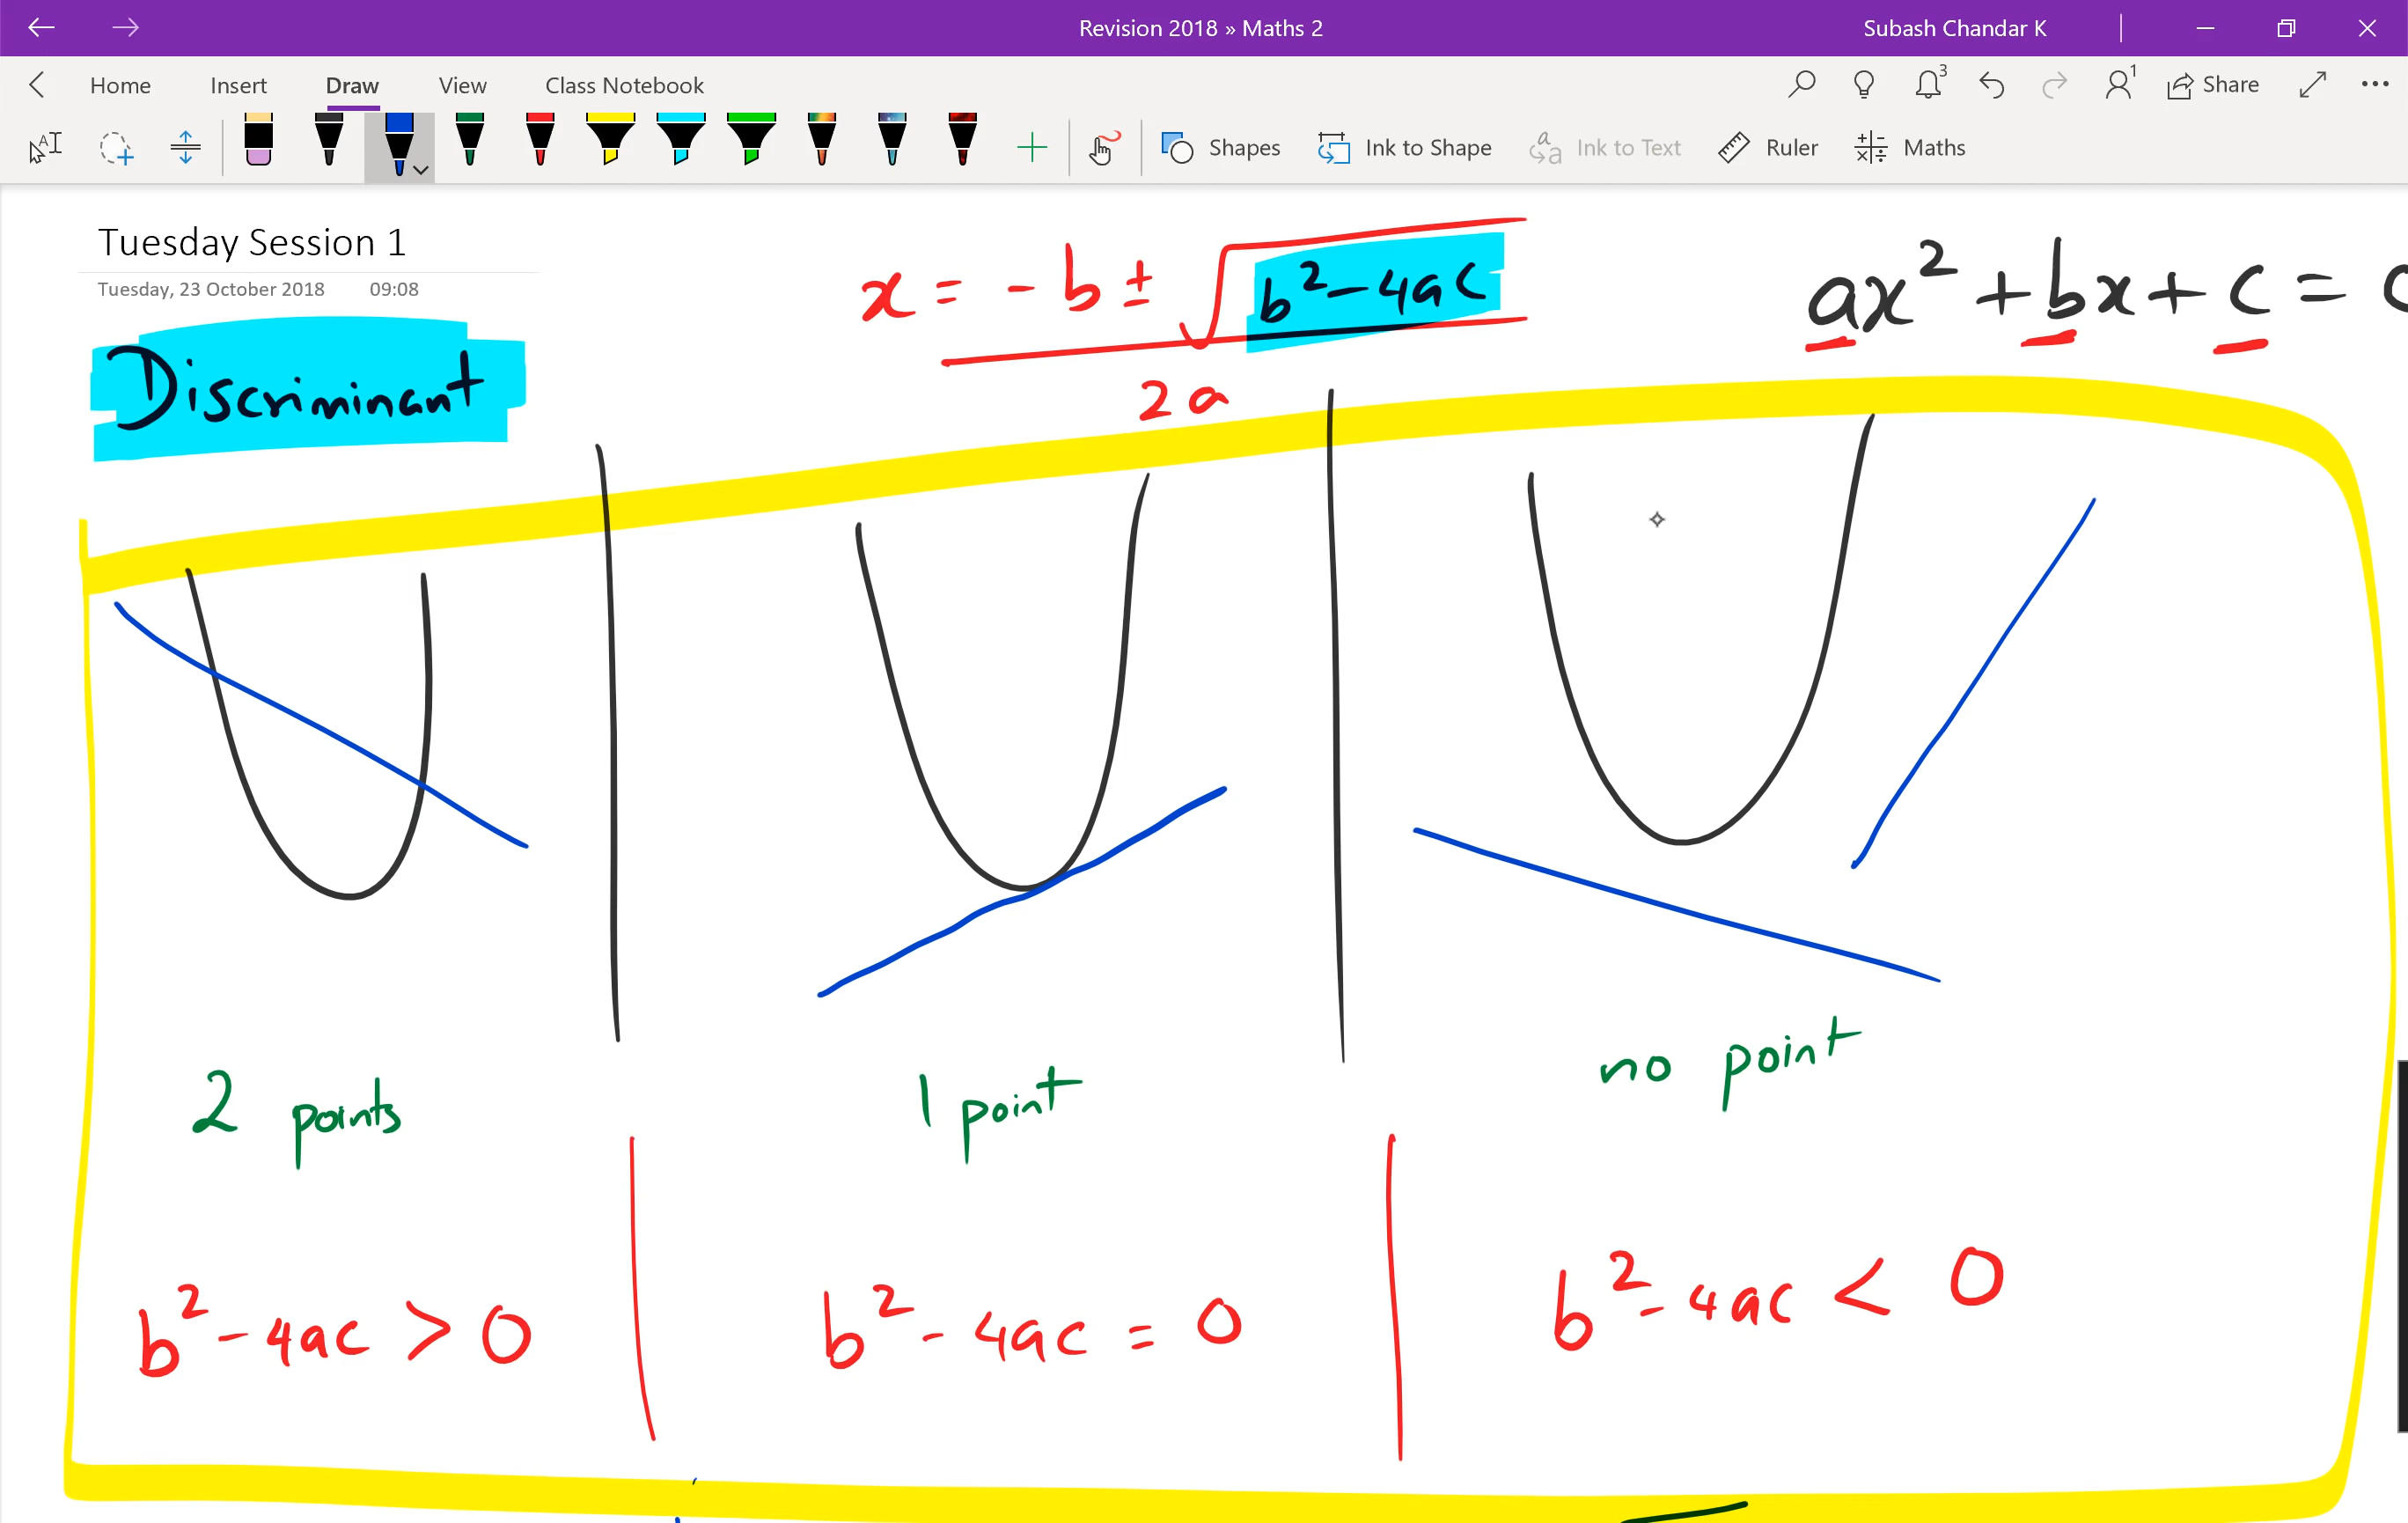 Revision 2018 » Maths 2
Subash Chandar K
Home Insert Draw View Class Notebook
3
1
Share
Shapes Ink to Shape Ink to Text Ruler Maths
Tuesday Session 1
Tuesday, 23 October 2018 09:08
Discriminant
x = -b ± √b²-4ac
2a
ax² + bx + c =
2 points
1 point
no point
b² - 4ac > 0
b² - 4ac = 0
b² - 4ac < 0